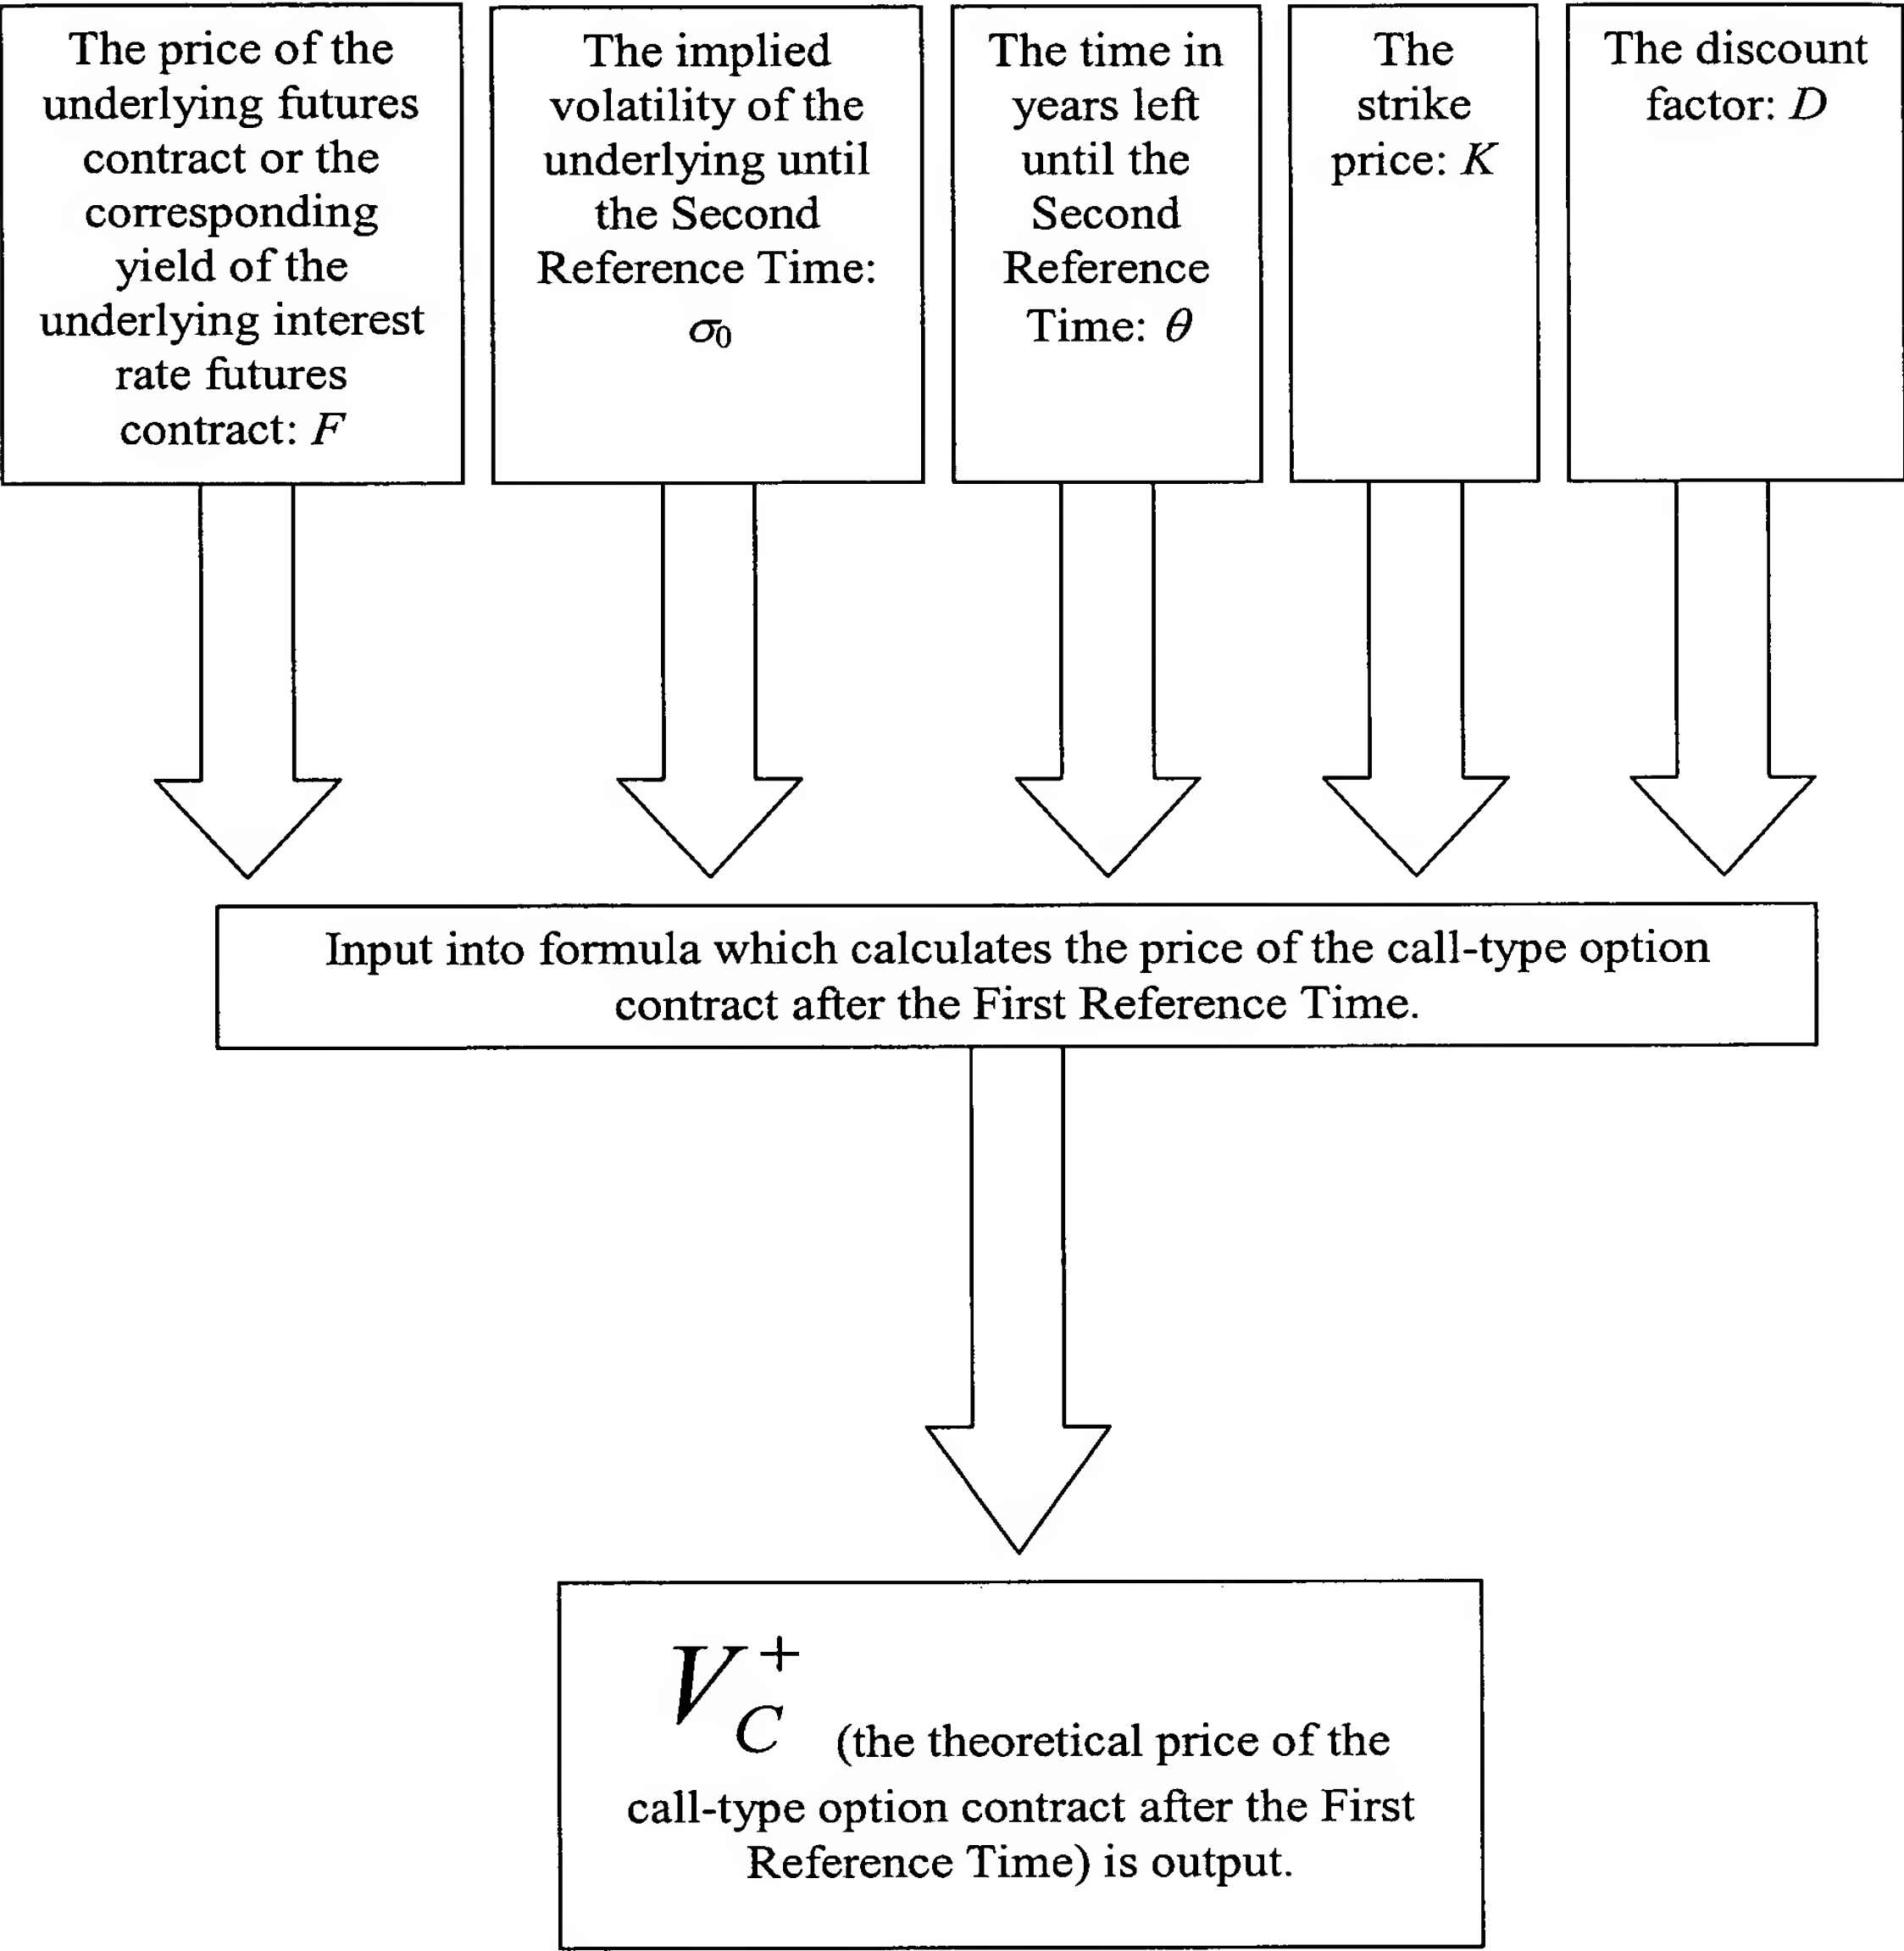 The price of the
underlying futures
contract or the
corresponding
yield of the
underlying interest
rate futures
contract: F
The implied
volatility of the
underlying until
the Second
Reference Time:
σ₀
The time in
years left
until the
Second
Reference
Time: θ
The
strike
price: K
The discount
factor: D
Input into formula which calculates the price of the call-type option
contract after the First Reference Time.
V_C^+ (the theoretical price of the
call-type option contract after the First
Reference Time) is output.